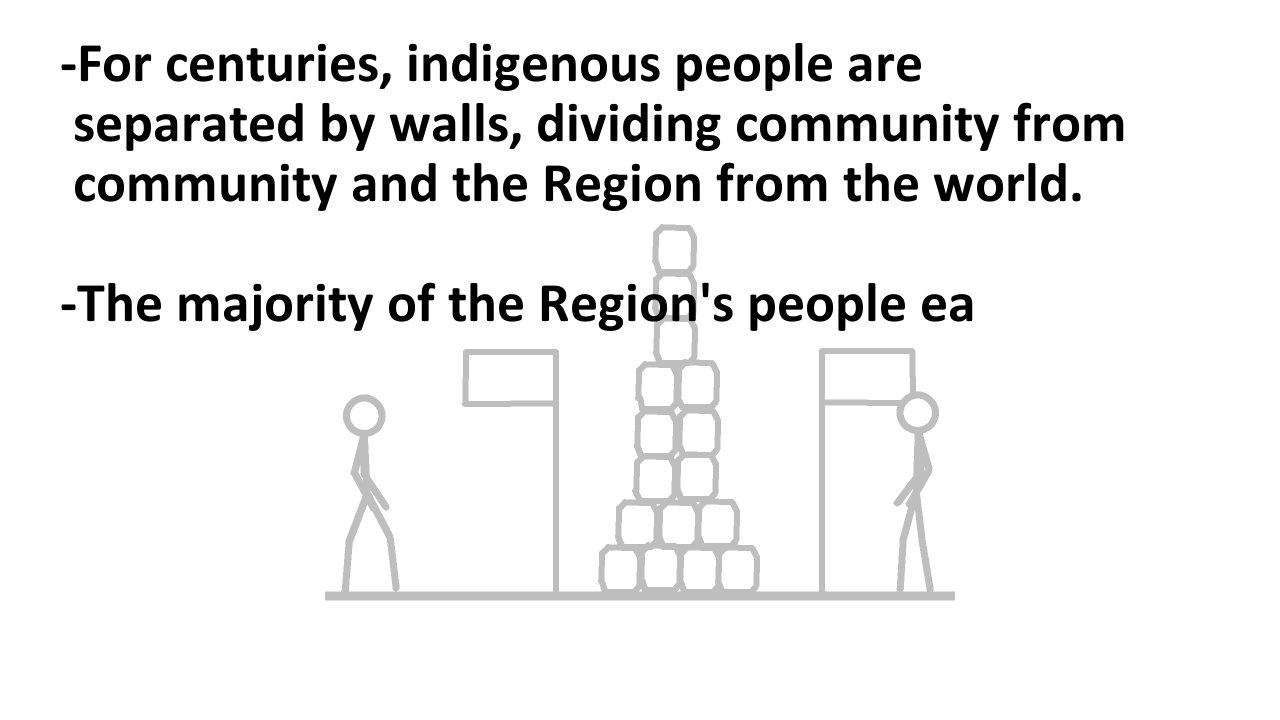 -For centuries, indigenous people are
separated by walls, dividing community from
community and the Region from the world.
-The majority of the Region's people ea